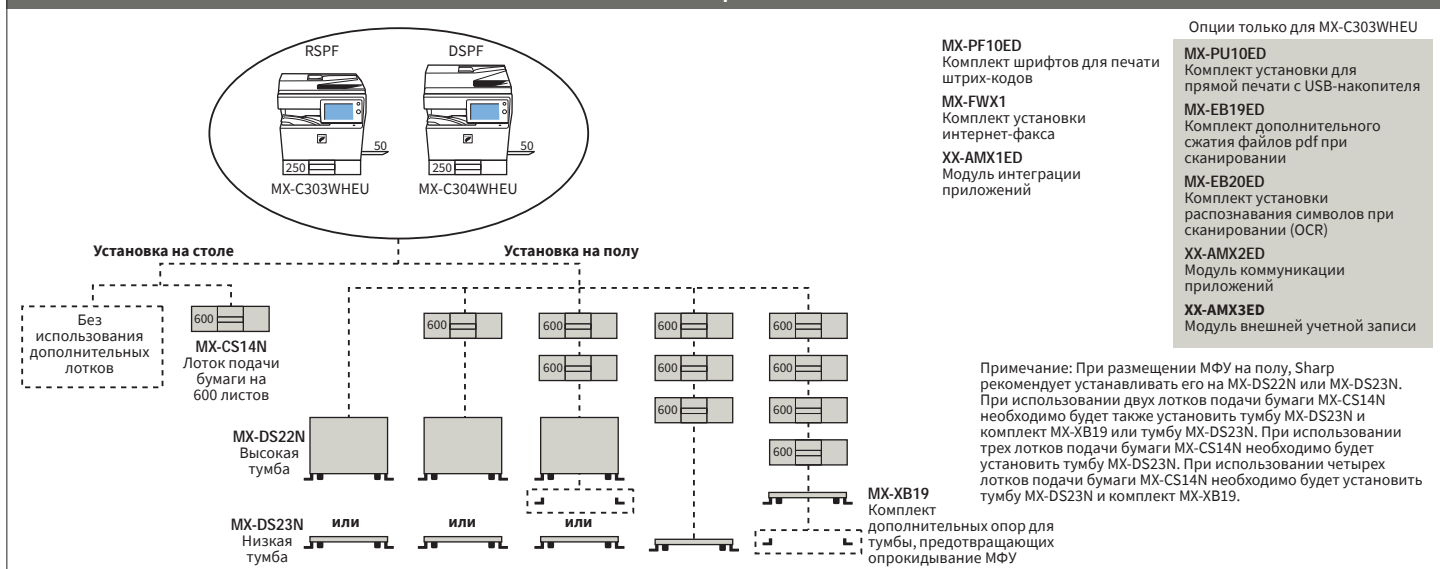 RSPF
DSPF
50
50
250
250
MX-C303WHEU
MX-C304WHEU
Установка на столе
Установка на полу
Без
использования
дополнительных
лотков
600
MX-CS14N
Лоток подачи
бумаги на
600 листов
600
600
600
600
600
600
600
600
600
600
MX-DS22N
Высокая
тумба
MX-DS23N
Низкая
тумба
или
или
или
MX-XB19
Комплект
дополнительных опор для
тумбы, предотвращающих
опрокидывание МФУ
MX-PF10ED
Комплект шрифтов для печати
штрих-кодов
MX-FWX1
Комплект установки
интернет-факса
XX-AMX1ED
Модуль интеграции
приложений
Опции только для MX-C303WHEU
MX-PU10ED
Комплект установки для
прямой печати с USB-накопителя
MX-EB19ED
Комплект дополнительного
сжатия файлов pdf при
сканировании
MX-EB20ED
Комплект установки
распознавания символов при
сканировании (OCR)
XX-AMX2ED
Модуль коммуникации
приложений
XX-AMX3ED
Модуль внешней учетной записи
Примечание: При размещении МФУ на полу, Sharp
рекомендует устанавливать его на MX-DS22N или MX-DS23N.
При использовании двух лотков подачи бумаги MX-CS14N
необходимо будет также установить тумбу MX-DS23N и
комплект MX-XB19 или тумбу MX-DS23N. При использовании
трех лотков подачи бумаги MX-CS14N необходимо будет
установить тумбу MX-DS23N. При использовании четырех
лотков подачи бумаги MX-CS14N необходимо будет установить
тумбу MX-DS23N и комплект MX-XB19.